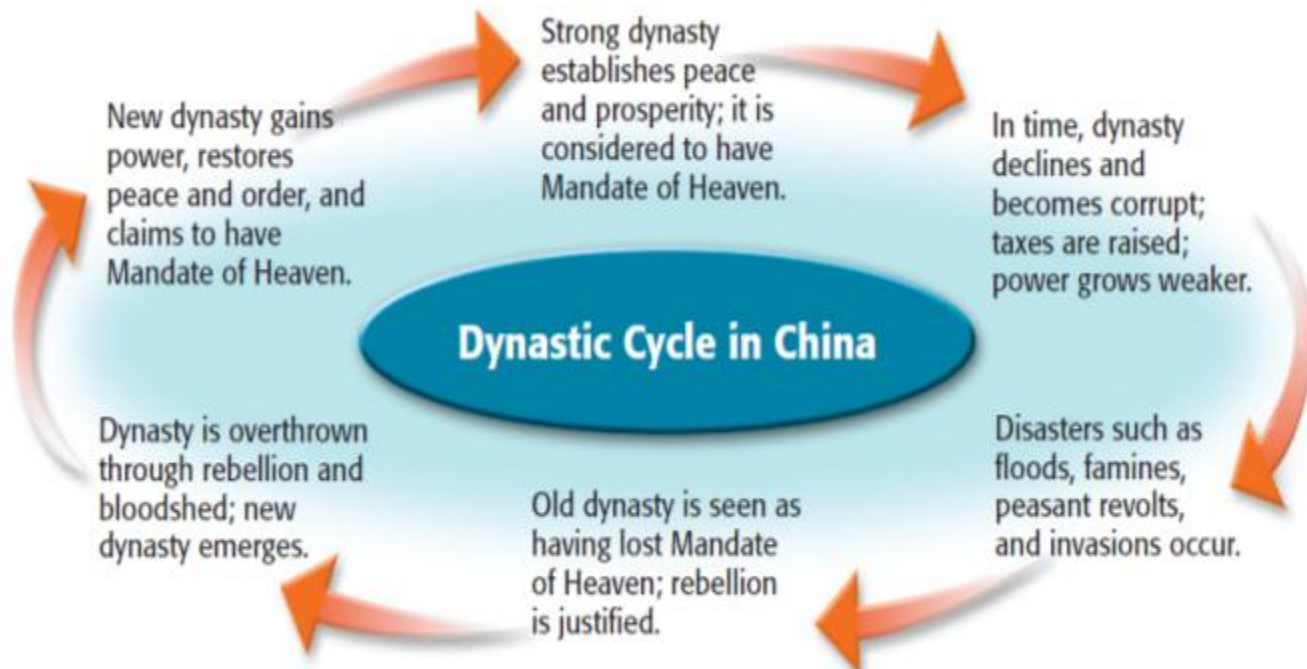 Strong dynasty
establishes peace
and prosperity; it is
considered to have
Mandate of Heaven.
In time, dynasty
declines and
becomes corrupt;
taxes are raised;
power grows weaker.
Disasters such as
floods, famines,
peasant revolts,
and invasions occur.
Old dynasty is seen as
having lost Mandate
of Heaven; rebellion
is justified.
Dynasty is overthrown
through rebellion and
bloodshed; new
dynasty emerges.
New dynasty gains
power, restores
peace and order, and
claims to have
Mandate of Heaven.
Dynastic Cycle in China